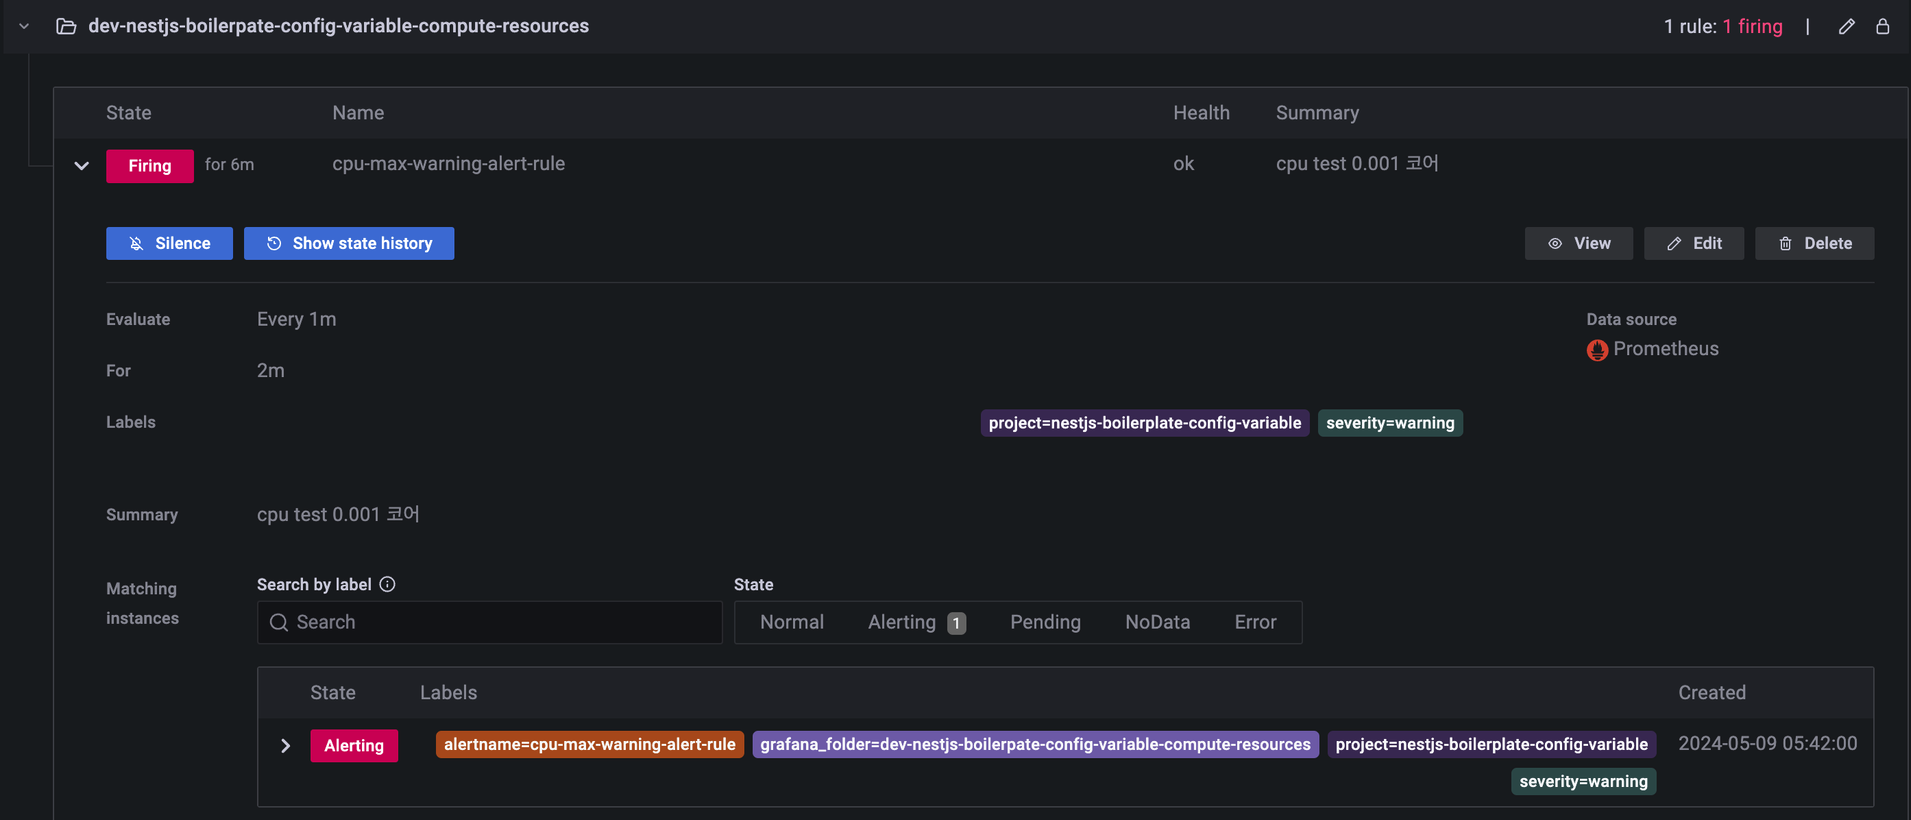 dev-nestjs-boilerpate-config-variable-compute-resources 1 rule: 1 firing |
State Name Health Summary
Firing for 6m cpu-max-warning-alert-rule ok cpu test 0.001 코어
Silence Show state history View Edit Delete
Evaluate Every 1m Data source
Prometheus
For 2m
Labels project=nestjs-boilerplate-config-variable severity=warning
Summary cpu test 0.001 코어
Matching instances Search by label State
Search Normal Alerting 1 Pending NoData Error
State Labels Created
Alerting alertname=cpu-max-warning-alert-rule grafana_folder=dev-nestjs-boilerpate-config-variable-compute-resources project=nestjs-boilerplate-config-variable 2024-05-09 05:42:00
severity=warning